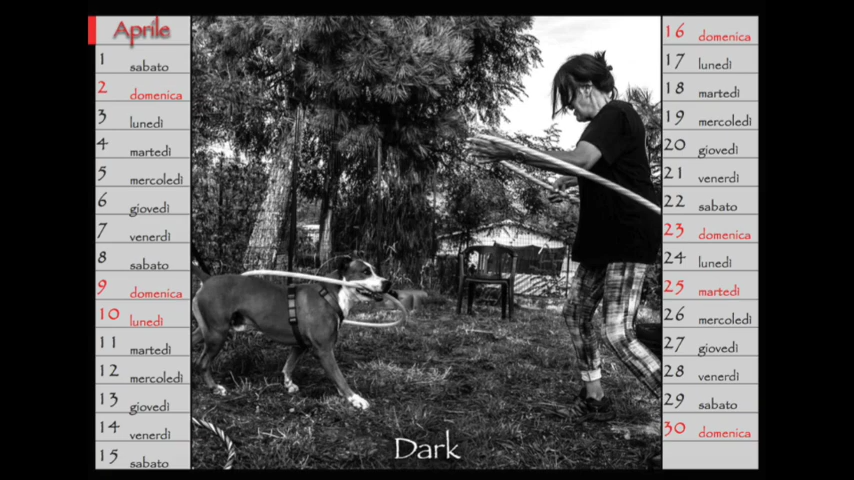 Aprile
1 sabato
2 domenica
3 lunedì
4 martedì
5 mercoledì
6 giovedì
7 venerdì
8 sabato
9 domenica
10 lunedì
11 martedì
12 mercoledì
13 giovedì
14 venerdì
15 sabato
Dark
16 domenica
17 lunedì
18 martedì
19 mercoledì
20 giovedì
21 venerdì
22 sabato
23 domenica
24 lunedì
25 martedì
26 mercoledì
27 giovedì
28 venerdì
29 sabato
30 domenica